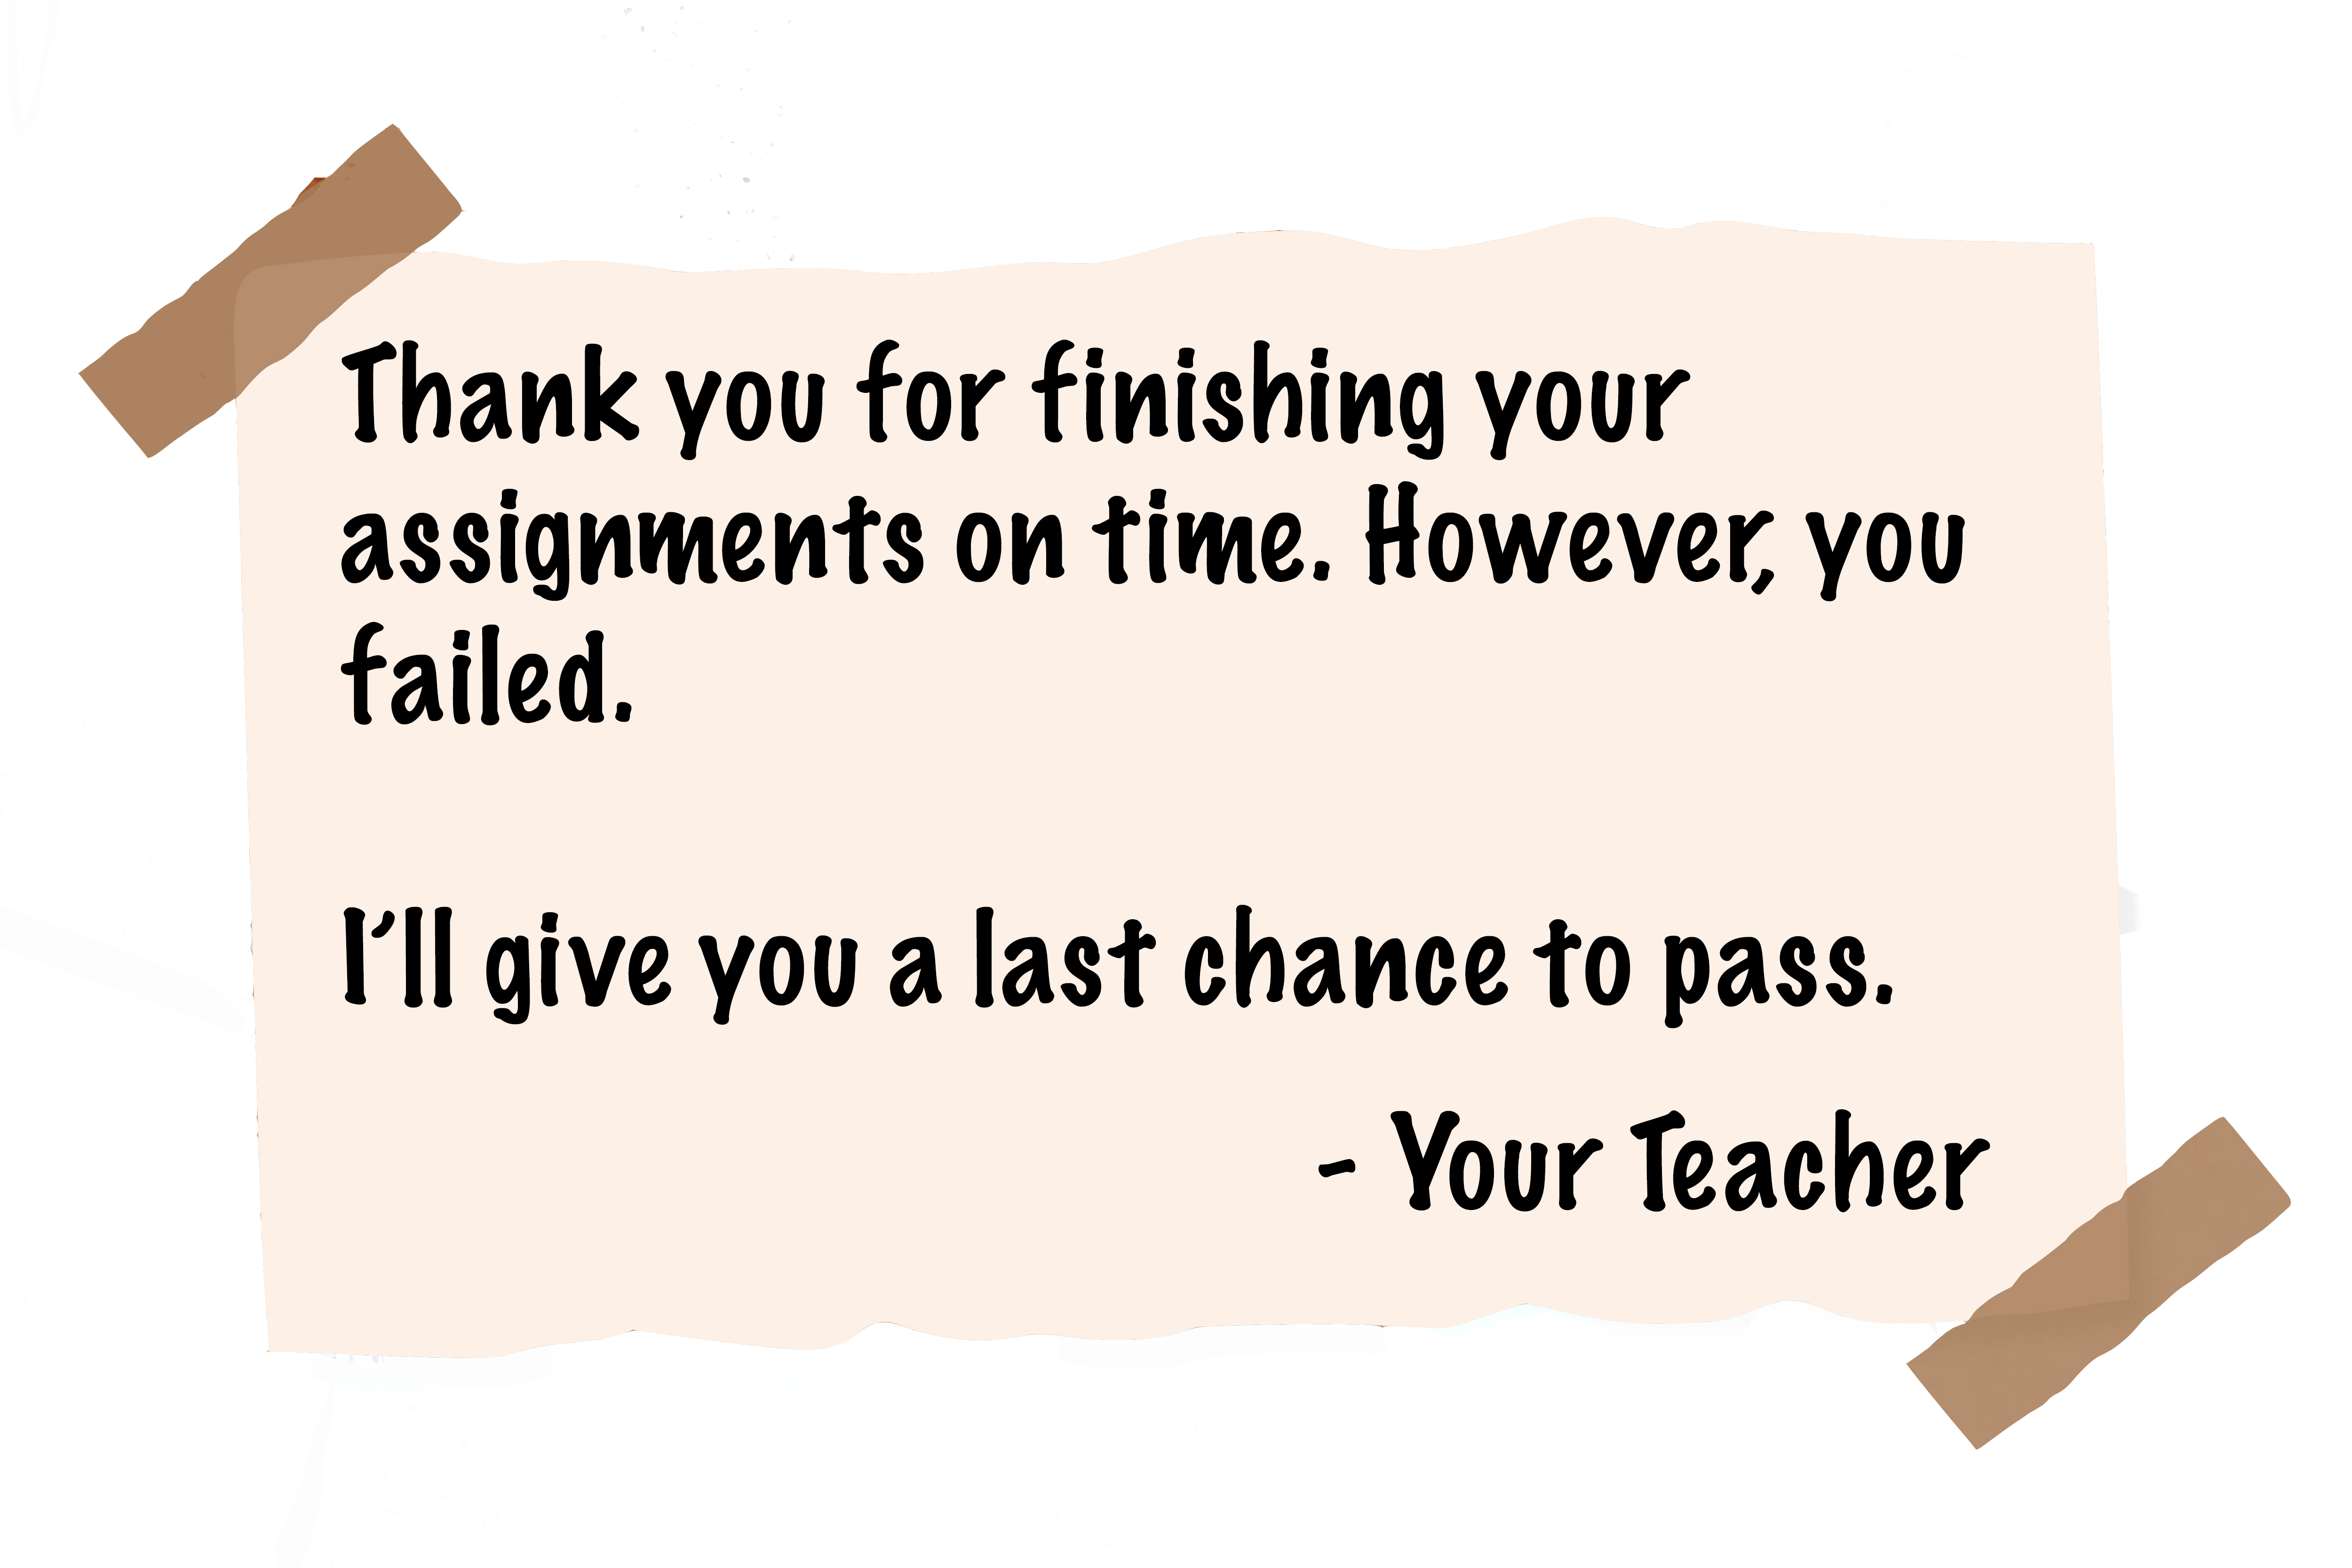 Thank you for finishing your
assignments on time. However, you
failed.
I'll give you a last chance to pass.
- Your Teacher